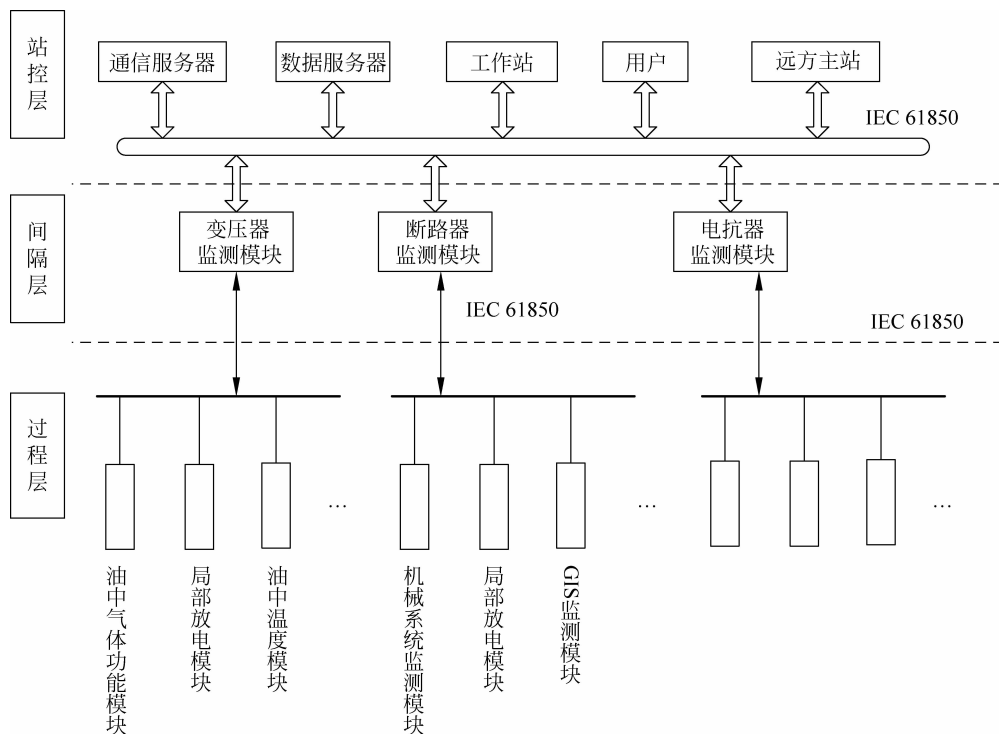 站控层
通信服务器
数据服务器
工作站
用户
远方主站
IEC 61850
间隔层
变压器
监测模块
断路器
监测模块
电抗器
监测模块
IEC 61850
IEC 61850
过程层
…
…
…
油中气体功能模块
局部放电模块
油中温度模块
机械系统监测模块
局部放电模块
GIS监测模块